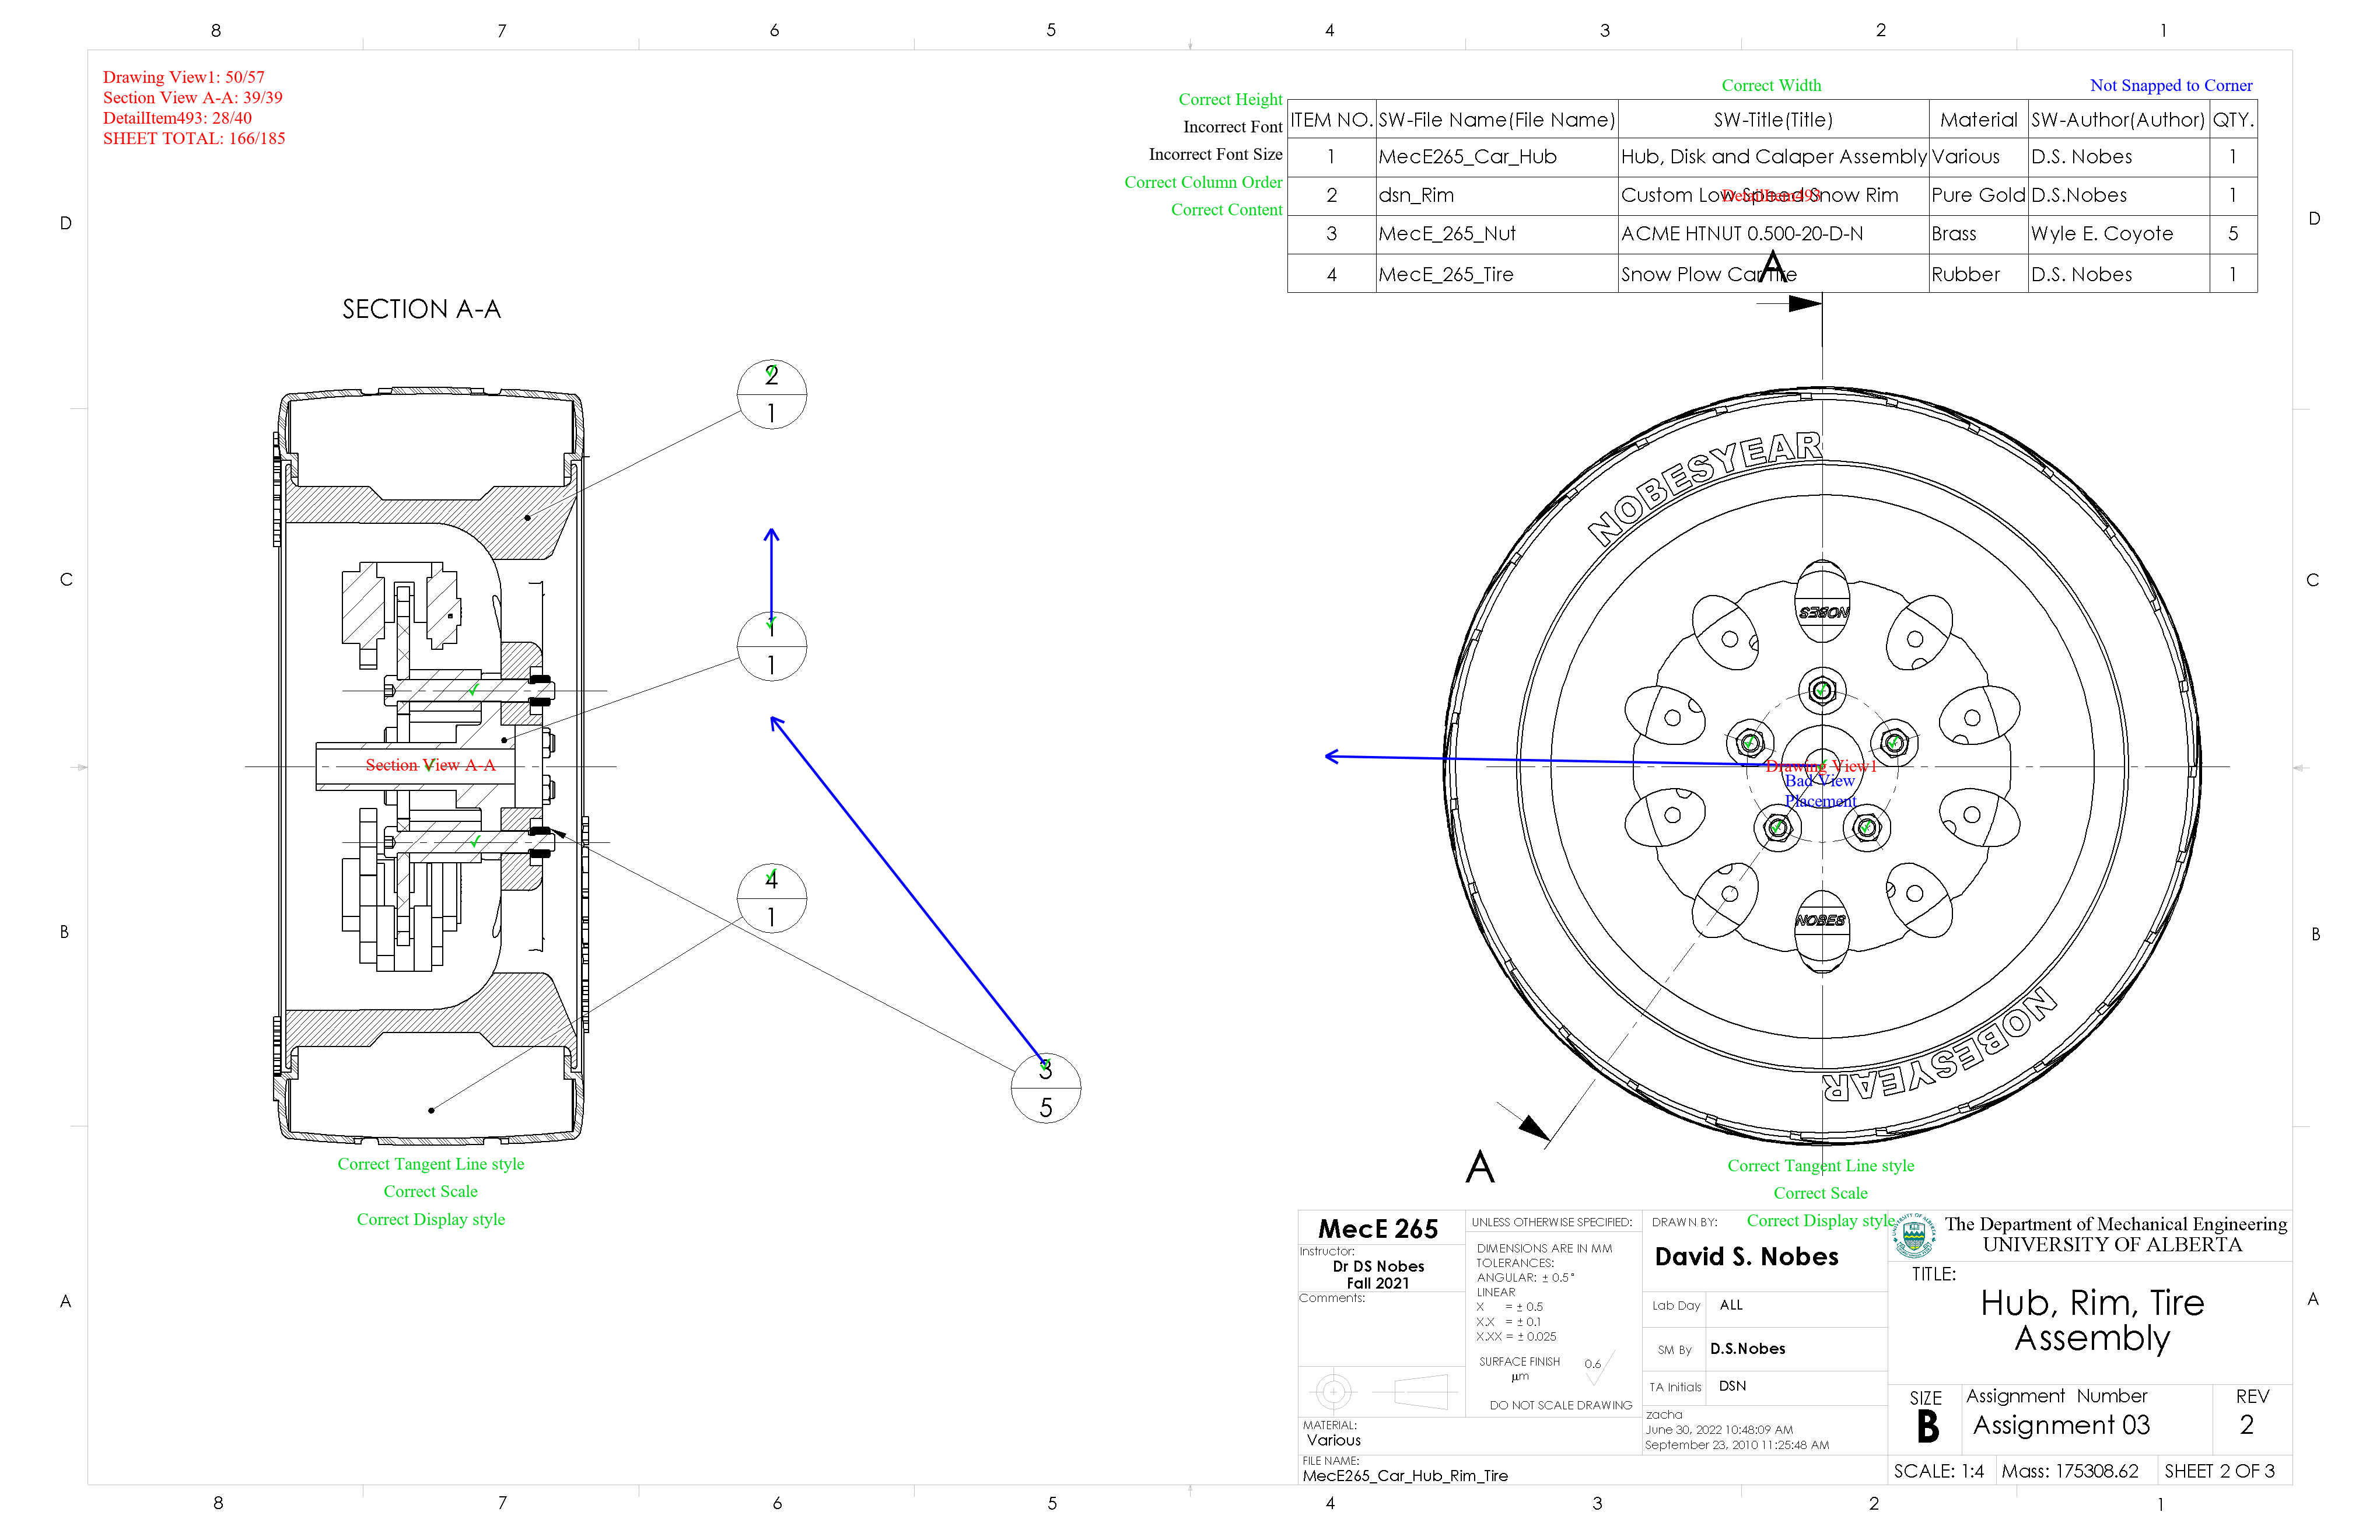 8 7 6 5 4 3 2 1
Drawing View1: 50/57
Section View A-A: 39/39
DetailItem493: 28/40
SHEET TOTAL: 166/185
Correct Width
Not Snapped to Corner
Correct Height
Incorrect Font
Incorrect Font Size
Correct Column Order
Correct Content
ITEM NO. SW-File Name(File Name) SW-Title(Title) Material SW-Author(Author) QTY.
1 MecE265_Car_Hub Hub, Disk and Calaper Assembly Various D.S. Nobes 1
2 dsn_Rim Custom Low Speed Snow Rim Pure Gold D.S.Nobes 1
DetailItem493
3 MecE_265_Nut ACME HTNUT 0.500-20-D-N Brass Wyle E. Coyote 5
4 MecE_265_Tire Snow Plow Car Tire Rubber D.S. Nobes 1
D
D
A
SECTION A-A
2
1
NOBESYEAR
C
C
NOBES
1
1
Section View A-A
Drawing View1
Bad View
Placement
4
1
NOBES
B
B
NOBESYEAR
3
5
A
Correct Tangent Line style
Correct Scale
Correct Display style
Correct Tangent Line style
Correct Scale
Correct Display style
A
A
MecE 265
Instructor:
Dr DS Nobes
Fall 2021
Comments:
UNLESS OTHERWISE SPECIFIED:
DIMENSIONS ARE IN MM
TOLERANCES:
ANGULAR: ± 0.5°
LINEAR
X = ± 0.5
X.X = ± 0.1
X.XX = ± 0.025
SURFACE FINISH 0.6
µm
DO NOT SCALE DRAWING
MATERIAL:
Various
FILE NAME:
MecE265_Car_Hub_Rim_Tire
DRAWN BY:
David S. Nobes
Lab Day ALL
SM By D.S.Nobes
TA Initials DSN
zacha
June 30, 2022 10:48:09 AM
September 23, 2010 11:25:48 AM
The Department of Mechanical Engineering
UNIVERSITY OF ALBERTA
TITLE:
Hub, Rim, Tire
Assembly
SIZE
B
Assignment Number
Assignment 03
REV
2
SCALE: 1:4 Mass: 175308.62 SHEET 2 OF 3
8 7 6 5 4 3 2 1